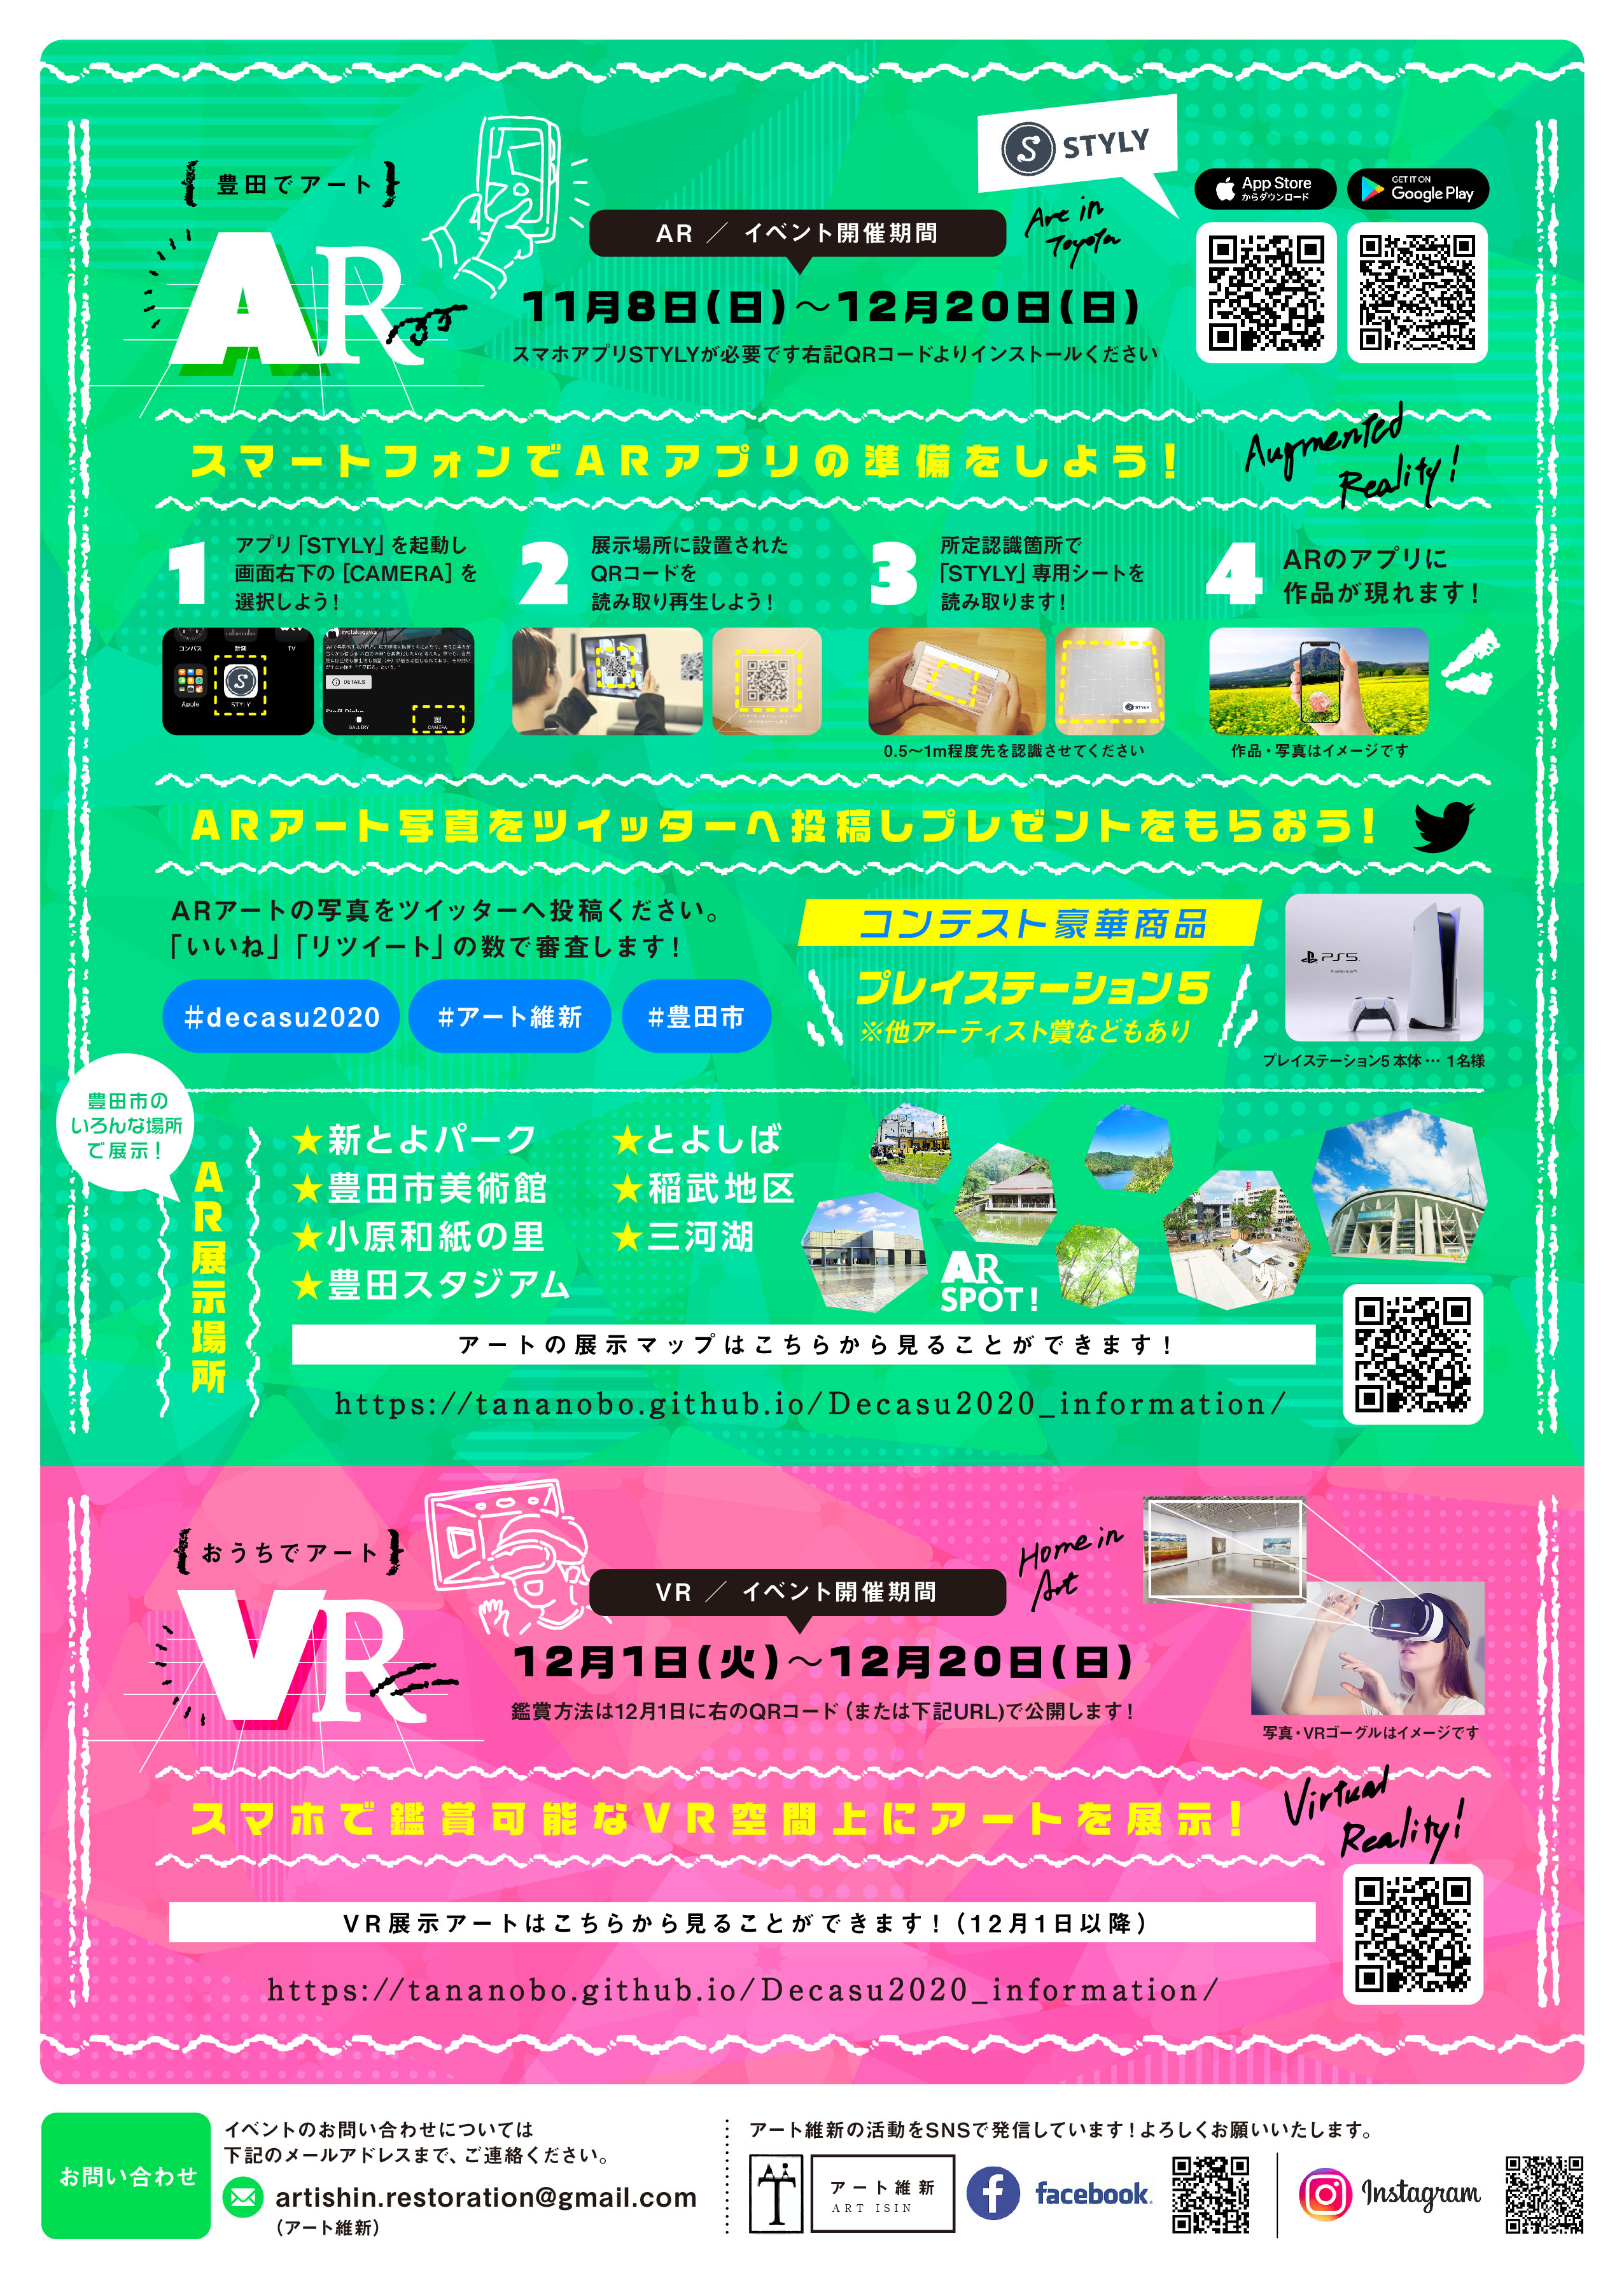 豊田でアート
AR
STYLY
App Store
からダウンロード
GET IT ON
Google Play
AR ／ イベント開催期間
Are in
Toyota
11月8日(日)～12月20日(日)
スマホアプリSTYLYが必要です右記QRコードよりインストールください
スマートフォンでARアプリの準備をしよう！
Augmented
Reality!
1
アプリ「STYLY」を起動し
画面右下の［CAMERA］を
選択しよう！
2
展示場所に設置された
QRコードを
読み取り再生しよう！
3
所定認識箇所で
「STYLY」専用シートを
読み取ります！
4
ARのアプリに
作品が現れます！
コンパス
計測
TV
Apple
STYLY
ryotakogawa
DETAILS
GALLERY
CAMERA
STYLY
0.5～1m程度先を認識させてください
作品・写真はイメージです
ARアート写真をツイッターへ投稿しプレゼントをもらおう！
ARアートの写真をツイッターへ投稿ください。
「いいね」「リツイート」の数で審査します！
#decasu2020
#アート維新
#豊田市
コンテスト豪華商品
プレイステーション5
※他アーティスト賞などもあり
PS5
プレイステーション5 本体… 1名様
豊田市の
いろんな場所
で展示！
AR展示場所
★新とよパーク
★豊田市美術館
★小原和紙の里
★豊田スタジアム
★とよしば
★稲武地区
★三河湖
AR
SPOT!
アートの展示マップはこちらから見ることができます！
https://tananobo.github.io/Decasu2020_information/
おうちでアート
VR
VR ／ イベント開催期間
Home in
Art
12月1日(火)～12月20日(日)
鑑賞方法は12月1日に右のQRコード（または下記URL)で公開します！
写真・VRゴーグルはイメージです
スマホで鑑賞可能なVR空間上にアートを展示！
Virtual
Reality!
VR展示アートはこちらから見ることができます！（12月1日以降）
https://tananobo.github.io/Decasu2020_information/
お問い合わせ
イベントのお問い合わせについては
下記のメールアドレスまで、ご連絡ください。
artishin.restoration@gmail.com
（アート維新）
アート維新の活動をSNSで発信しています！よろしくお願いいたします。
アート維新
ART ISIN
facebook.
Instagram